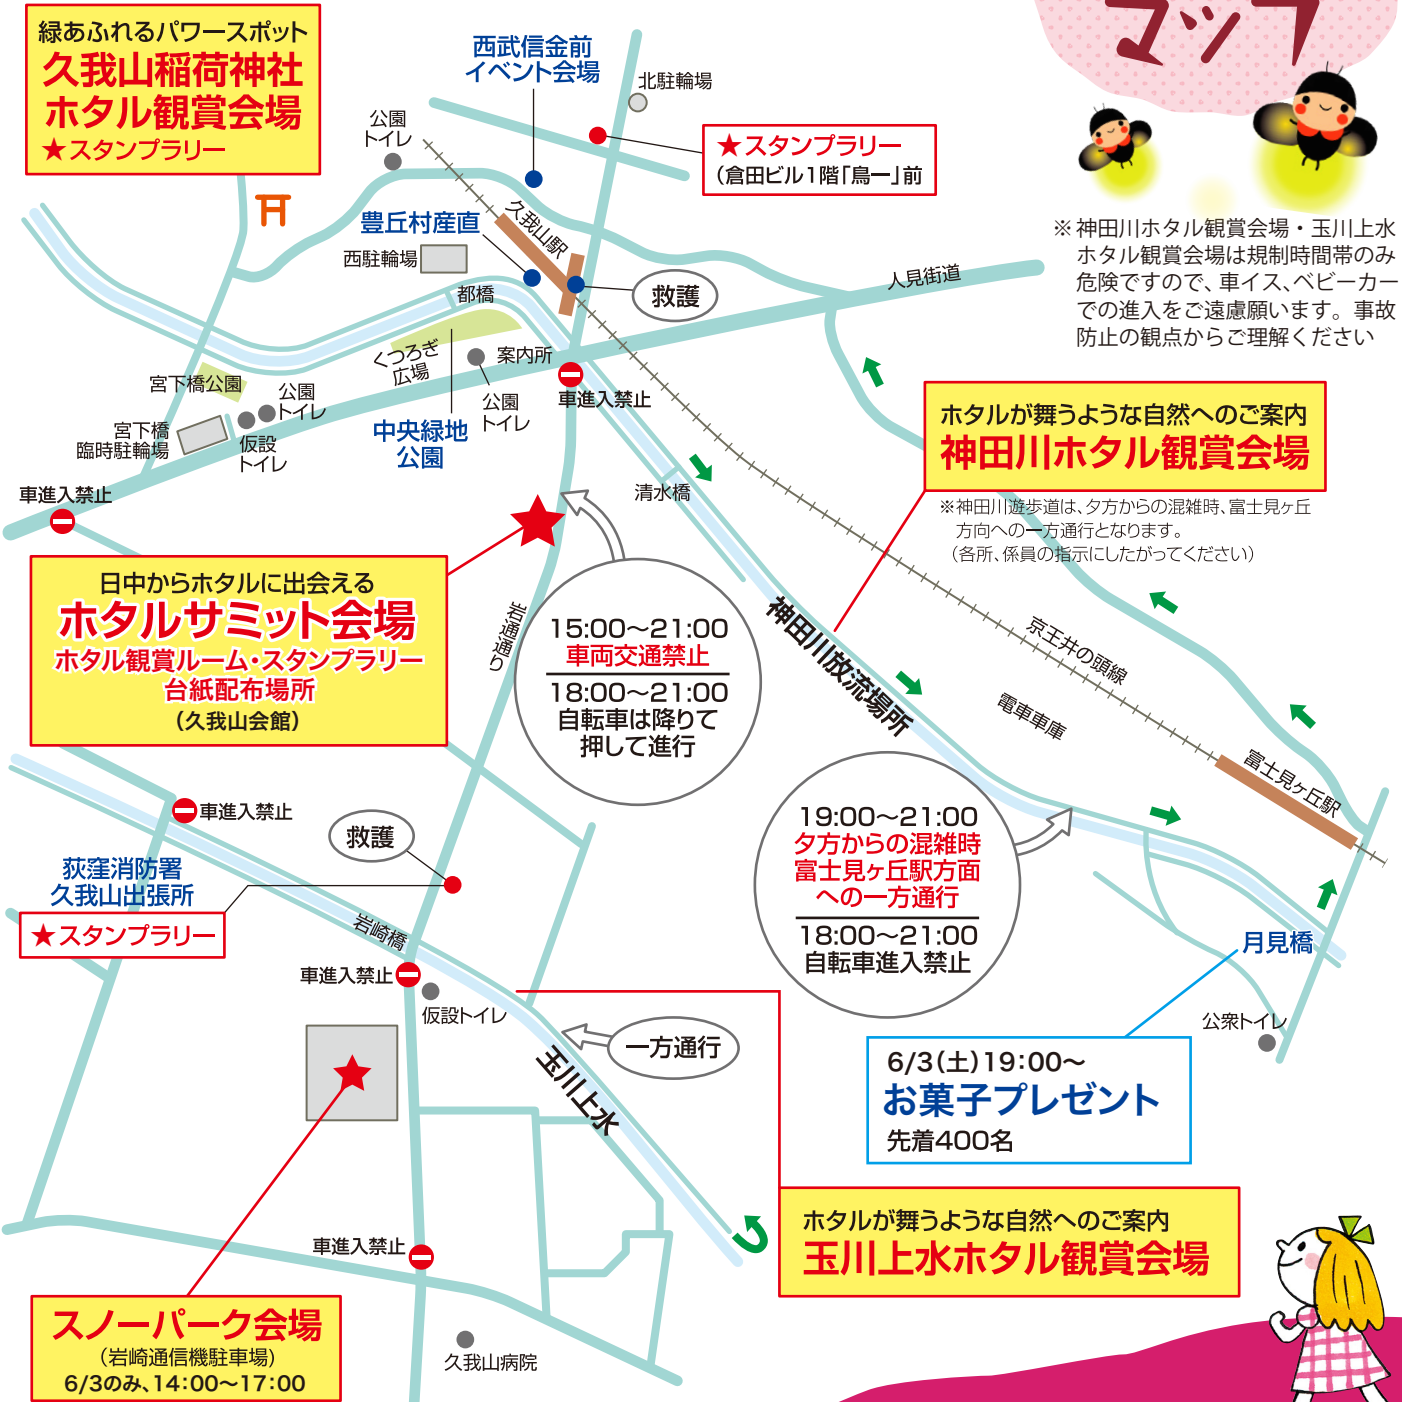 マップ
緑あふれるパワースポット
久我山稲荷神社
ホタル観賞会場
★スタンプラリー
西武信金前
イベント会場
北駐輪場
公園
トイレ
★スタンプラリー
(倉田ビル1階「鳥一」前
※神田川ホタル観賞会場・玉川上水
ホタル観賞会場は規制時間帯のみ
危険ですので、車イス、ベビーカー
での進入をご遠慮願います。事故
防止の観点からご理解ください
豊丘村産直
久我山駅
西駐輪場
救護
人見街道
都橋
くつろぎ
広場
案内所
公園
トイレ
車進入禁止
宮下橋公園
公園
トイレ
宮下橋
臨時駐輪場
仮設
トイレ
中央緑地
公園
車進入禁止
清水橋
ホタルが舞うような自然へのご案内
神田川ホタル観賞会場
※神田川遊歩道は、夕方からの混雑時、富士見ヶ丘
方向への一方通行となります。
(各所、係員の指示にしたがってください)
日中からホタルに出会える
ホタルサミット会場
ホタル観賞ルーム・スタンプラリー
台紙配布場所
(久我山会館)
岩通通り
15:00〜21:00
車両交通禁止
18:00〜21:00
自転車は降りて
押して進行
神田川放流場所
京王井の頭線
電車車庫
富士見ヶ丘駅
19:00〜21:00
夕方からの混雑時
富士見ヶ丘駅方面
への一方通行
18:00〜21:00
自転車進入禁止
車進入禁止
救護
荻窪消防署
久我山出張所
★スタンプラリー
岩崎橋
車進入禁止
仮設トイレ
一方通行
玉川上水
月見橋
公衆トイレ
6/3(土)19:00〜
お菓子プレゼント
先着400名
ホタルが舞うような自然へのご案内
玉川上水ホタル観賞会場
車進入禁止
スノーパーク会場
(岩崎通信機駐車場)
6/3のみ、14:00〜17:00
久我山病院